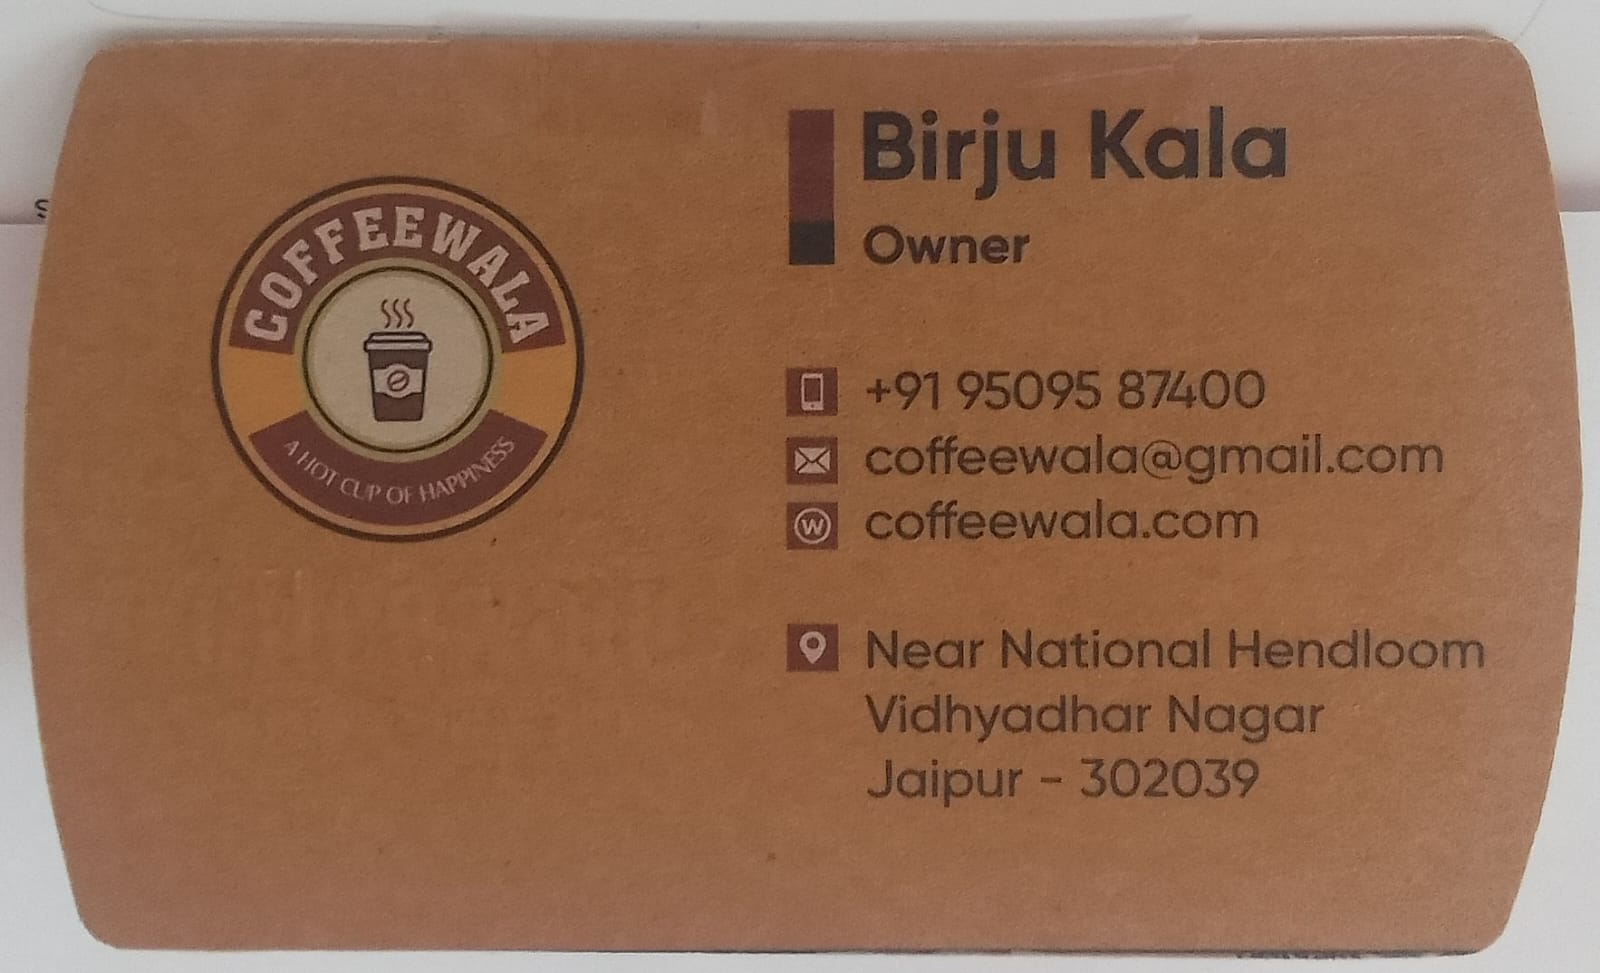 COFFEEWALA
A HOT CUP OF HAPPINESS
Birju Kala
Owner
+91 95095 87400
coffeewala@gmail.com
coffeewala.com
Near National Hendloom
Vidhyadhar Nagar
Jaipur - 302039